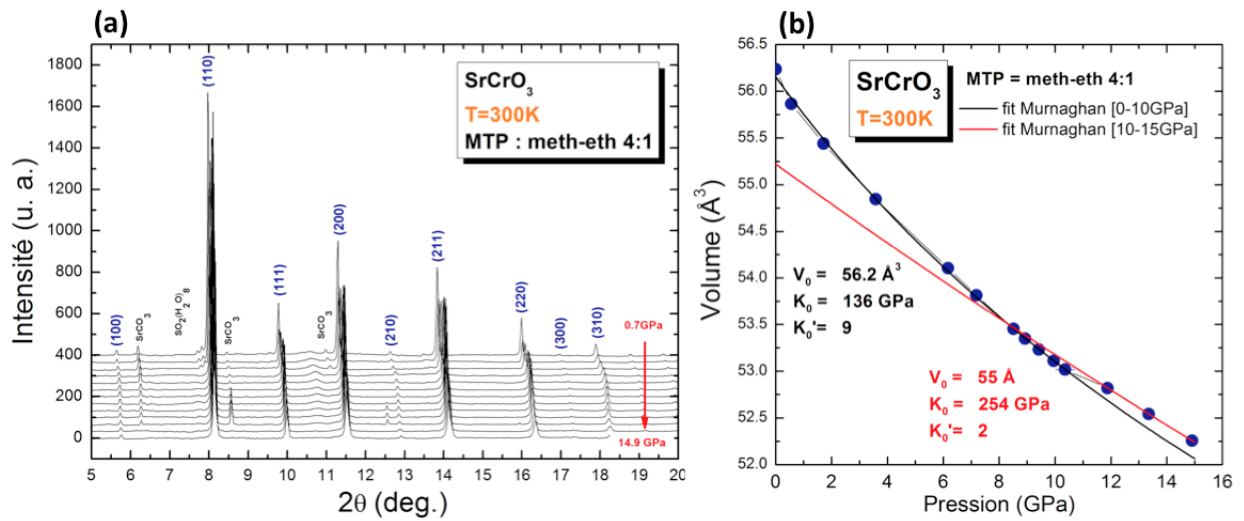 (a)
1800
1600
1400
1200
1000
800
600
400
200
0
Intensité (u. a.)
(110)
SrCrO3
T=300K
MTP : meth-eth 4:1
(200)
(211)
(111)
(220)
SO2(H2O)8
SrCO3
SrCO3
SrCO3
(100)
(210)
(300)
(310)
0.7GPa
14.9 GPa
5 6 7 8 9 10 11 12 13 14 15 16 17 18 19 20
2θ (deg.)
(b)
56.5
56.0
55.5
55.0
54.5
54.0
53.5
53.0
52.5
52.0
Volume (Å3)
SrCrO3
T=300K
MTP = meth-eth 4:1
fit Murnaghan [0-10GPa]
fit Murnaghan [10-15GPa]
V0 = 56.2 Å3
K0 = 136 GPa
K0'= 9
V0 = 55 Å
K0 = 254 GPa
K0'= 2
0 2 4 6 8 10 12 14 16
Pression (GPa)